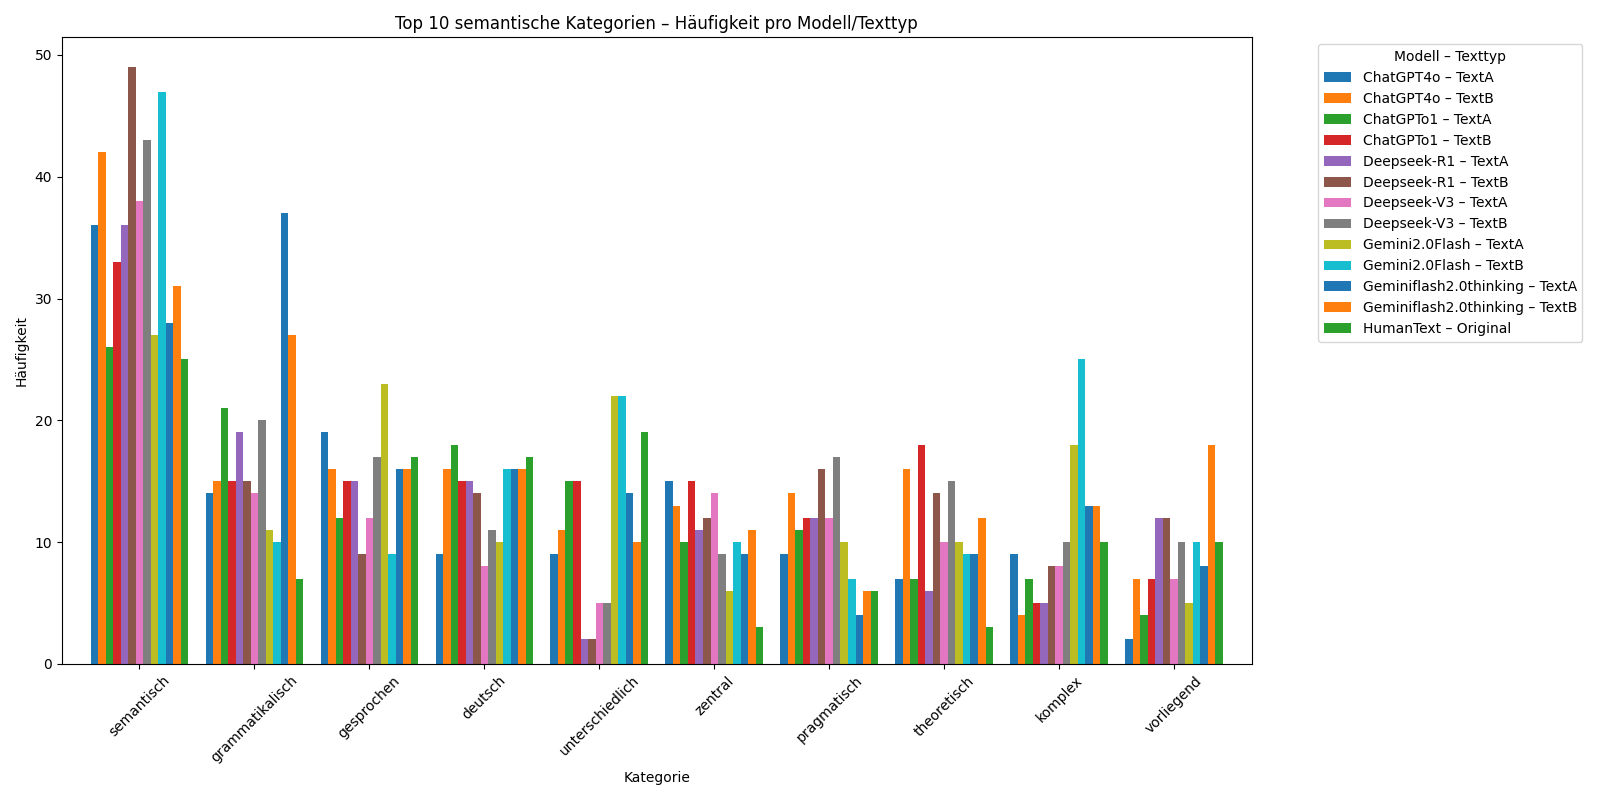 Top 10 semantische Kategorien – Häufigkeit pro Modell/Texttyp
Häufigkeit
50
40
30
20
10
0
semantisch
grammatikalisch
gesprochen
deutsch
unterschiedlich
zentral
pragmatisch
theoretisch
komplex
vorliegend
Kategorie
Modell – Texttyp
ChatGPT4o – TextA
ChatGPT4o – TextB
ChatGPTo1 – TextA
ChatGPTo1 – TextB
Deepseek-R1 – TextA
Deepseek-R1 – TextB
Deepseek-V3 – TextA
Deepseek-V3 – TextB
Gemini2.0Flash – TextA
Gemini2.0Flash – TextB
Geminiflash2.0thinking – TextA
Geminiflash2.0thinking – TextB
HumanText – Original